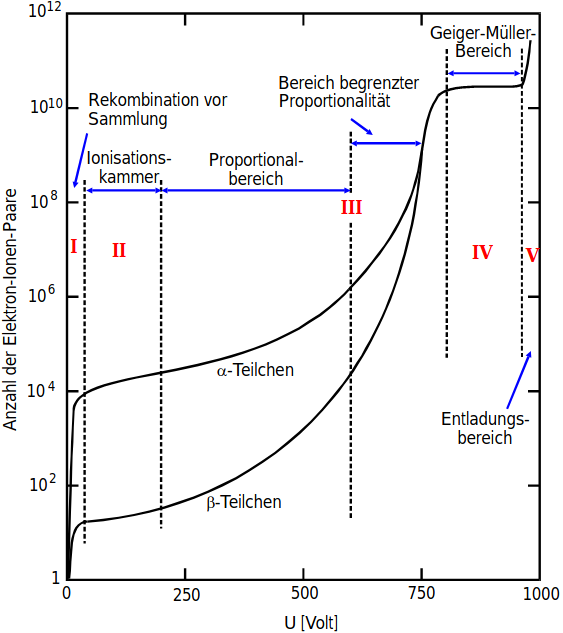 10^12
10^10
10^8
10^6
10^4
10^2
1
Anzahl der Elektron-Ionen-Paare
Rekombination vor
Sammlung
Ionisations-
kammer
Proportional-
bereich
Bereich begrenzter
Proportionalität
Geiger-Müller-
Bereich
I
II
III
IV
V
α-Teilchen
β-Teilchen
Entladungs-
bereich
0
250
500
750
1000
U [Volt]